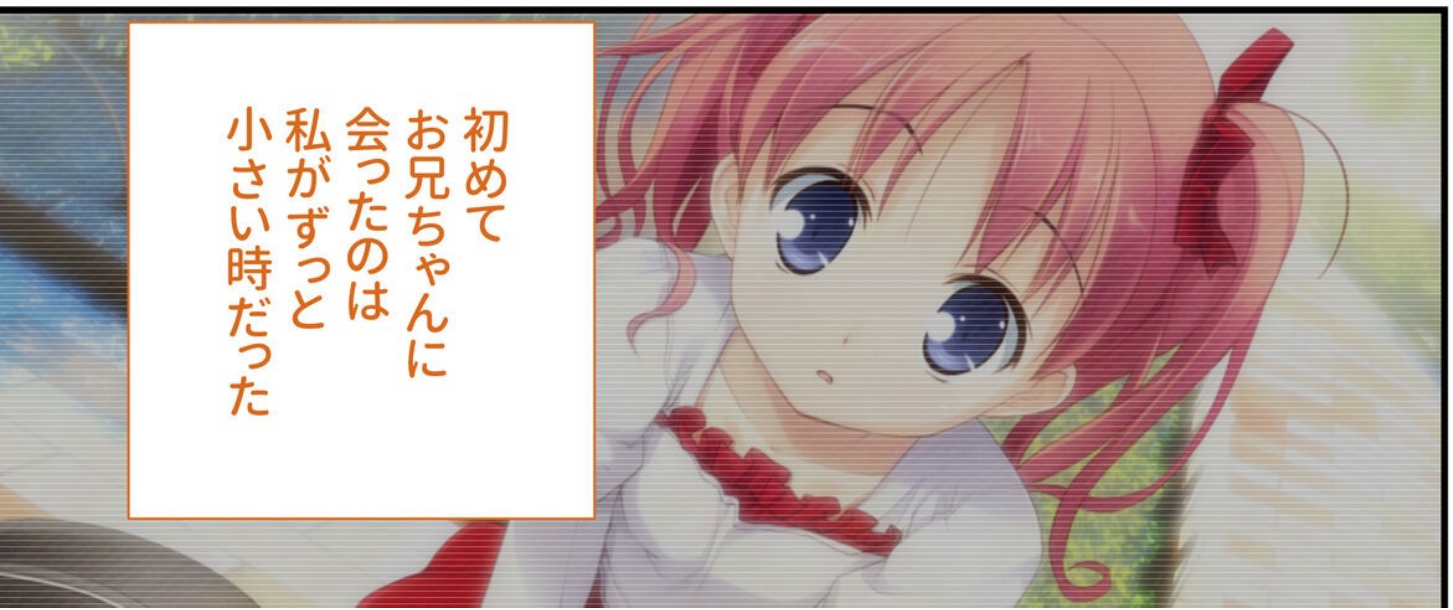 初めて
お兄ちゃんに
会ったのは
私がずっと
小さい時だった